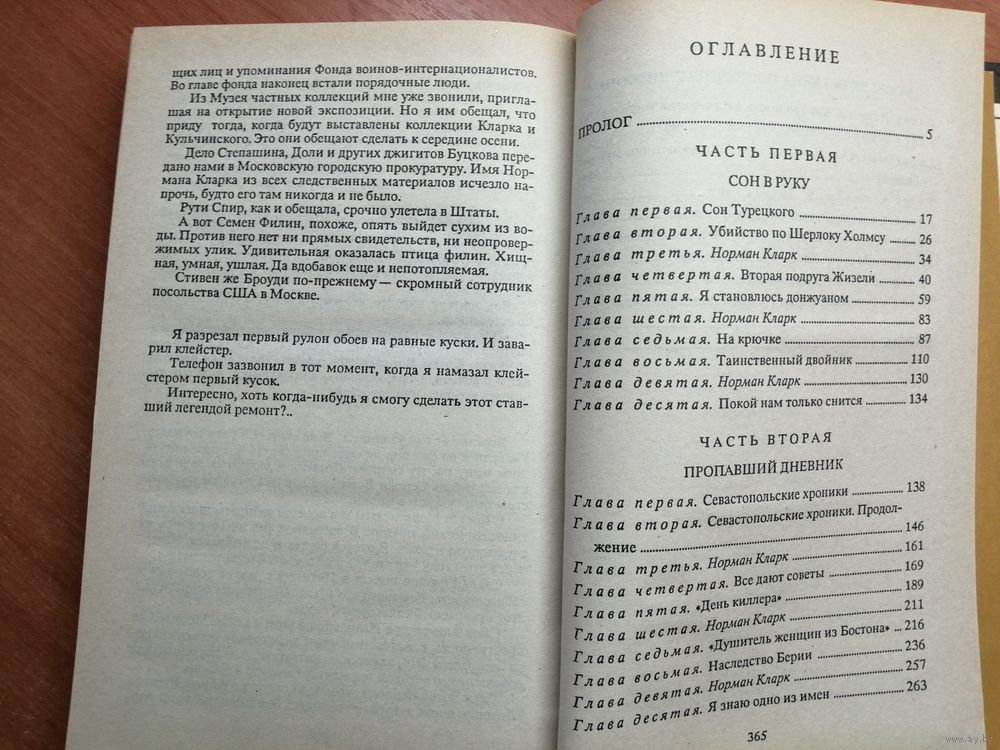 щих лиц и упоминания Фонда воинов-интернационалистов.
Во главе фонда наконец встали порядочные люди.
Из Музея частных коллекций мне уже звонили, пригла-
шая на открытие новой экспозиции. Но я им обещал, что
приду тогда, когда будут выставлены коллекции Кларка и
Кульчинского. Это они обещают сделать к середине осени.
Дело Степашина, Доли и других джигитов Буцкова пере-
дано нами в Московскую городскую прокуратуру. Имя Нор-
мана Кларка из всех следственных материалов исчезло на-
прочь, будто его там никогда и не было.
Рути Спир, как и обещала, срочно улетела в Штаты.
А вот Семен Филин, похоже, опять выйдет сухим из во-
ды. Против него нет ни прямых свидетельств, ни неопровер-
жимых улик. Удивительная оказалась птица филин. Хищ-
ная, умная, ушлая. Да вдобавок еще и непотопляемая.
Стивен же Броуди по-прежнему — скромный сотрудник
посольства США в Москве.
Я разрезал первый рулон обоев на равные куски. И зава-
рил клейстер.
Телефон зазвонил в тот момент, когда я намазал клей-
стером первый кусок.
Интересно, хоть когда-нибудь я смогу сделать этот став-
ший легендой ремонт?..
ОГЛАВЛЕНИЕ
ПРОЛОГ ........ 5
ЧАСТЬ ПЕРВАЯ
СОН В РУКУ
Глава первая. Сон Турецкого ........ 17
Глава вторая. Убийство по Шерлоку Холмсу ........ 26
Глава третья. Норман Кларк ........ 34
Глава четвертая. Вторая подруга Жизели ........ 40
Глава пятая. Я становлюсь донжуаном ........ 59
Глава шестая. Норман Кларк ........ 83
Глава седьмая. На крючке ........ 87
Глава восьмая. Таинственный двойник ........ 110
Глава девятая. Норман Кларк ........ 130
Глава десятая. Покой нам только снится ........ 134
ЧАСТЬ ВТОРАЯ
ПРОПАВШИЙ ДНЕВНИК
Глава первая. Севастопольские хроники ........ 138
Глава вторая. Севастопольские хроники. Продол-
жение ........ 146
Глава третья. Норман Кларк ........ 161
Глава четвертая. Все дают советы ........ 169
Глава пятая. «День киллера» ........ 189
Глава шестая. Норман Кларк ........ 211
Глава седьмая. «Душитель женщин из Бостона» .. 216
Глава восьмая. Наследство Берии ........ 236
Глава девятая. Норман Кларк ........ 257
Глава десятая. Я знаю одно из имен ........ 263
365
www.ay.by